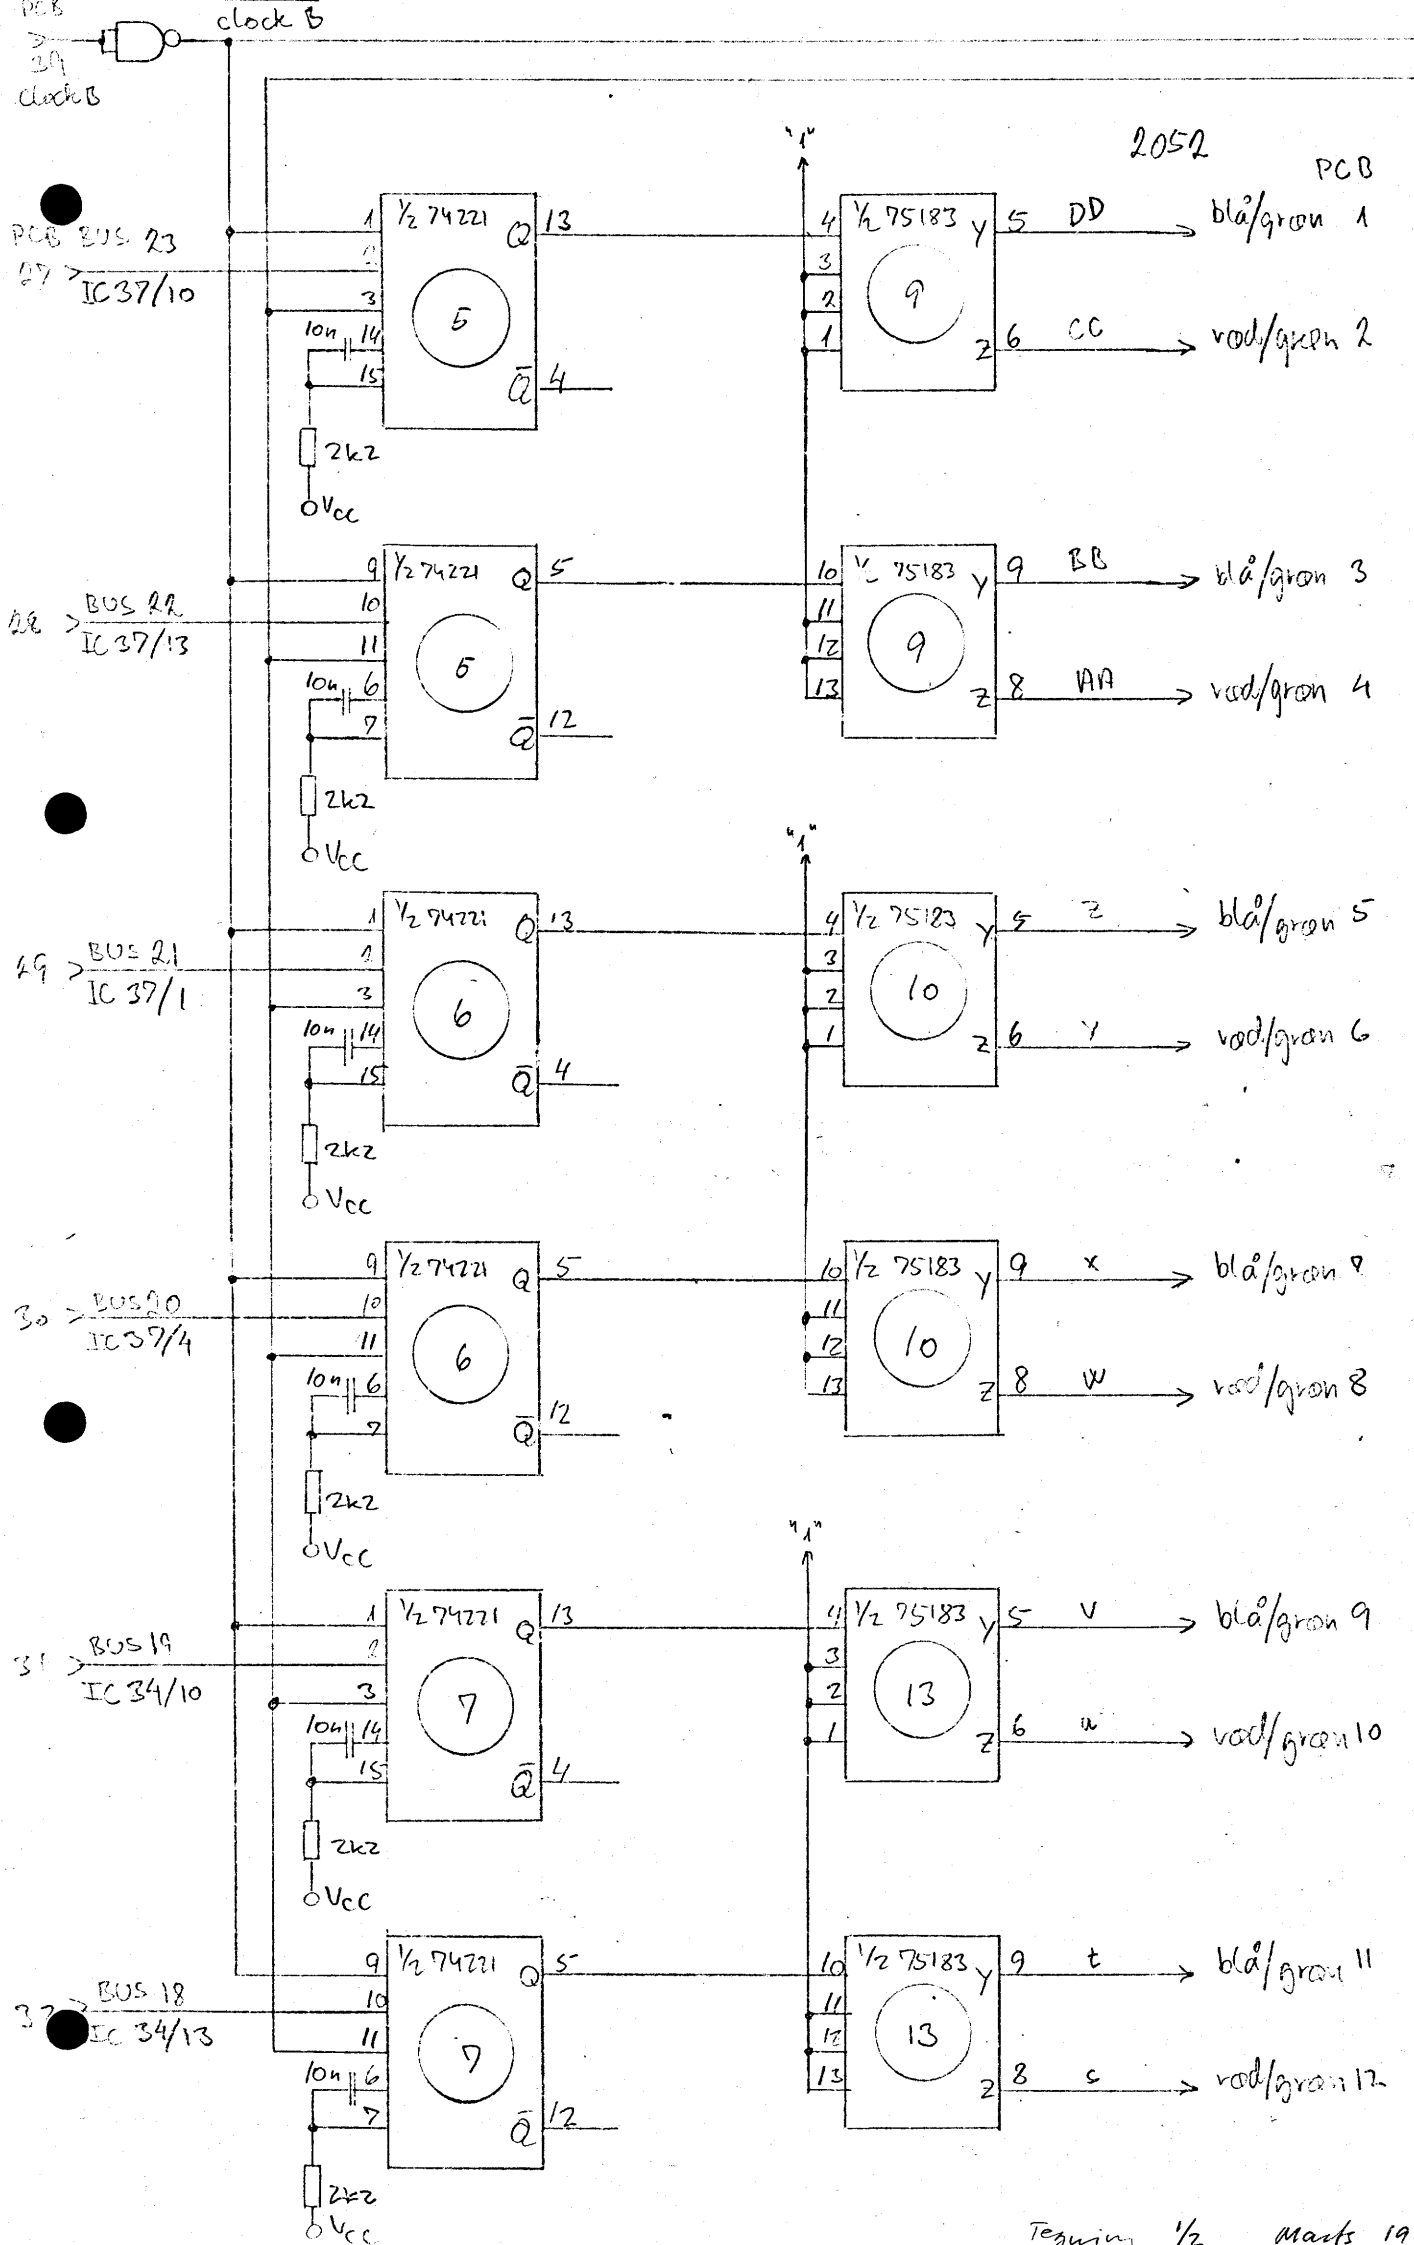 PCB
clock B
39
clock B
2052
PCB
"1"
PCB BUS 23
27 >
IC37/10
1
2
3
10n 14
15
1/2 74221
Q 13
5
Q̅ 4
2k2
Vcc
4
3
2
1
1/2 75183
9
Y 5 DD
blå/grøn 1
Z 6 CC
rød/grøn 2
28 >
BUS 22
IC37/13
9
10
11
10n 6
7
1/2 74221
Q 5
5
Q̅ 12
2k2
Vcc
10
11
12
13
1/2 75183
9
Y 9 BB
blå/grøn 3
Z 8 AA
rød/grøn 4
"1"
29 >
BUS 21
IC 37/1
1
2
3
10n 14
15
1/2 74221
Q 13
6
Q̅ 4
2k2
Vcc
4
3
2
1
1/2 75183
10
Y 5 Z
blå/grøn 5
Z 6 Y
rød/grøn 6
30 >
BUS 20
IC37/4
9
10
11
10n 6
7
1/2 74221
Q 5
6
Q̅ 12
2k2
Vcc
10
11
12
13
1/2 75183
10
Y 9 X
blå/grøn 7
Z 8 W
rød/grøn 8
"1"
31 >
BUS 19
IC34/10
1
2
3
10n 14
15
1/2 74221
Q 13
7
Q̅ 4
2k2
Vcc
4
3
2
1
1/2 75183
13
Y 5 V
blå/grøn 9
Z 6 u
rød/grøn 10
>
BUS 18
IC 34/13
9
10
11
10n 6
7
1/2 74221
Q 5
7
Q̅ 12
2k2
Vcc
10
11
12
13
1/2 75183
13
Y 9 t
blå/grøn 11
Z 8 s
rød/grøn 12
1/2 Marts 19